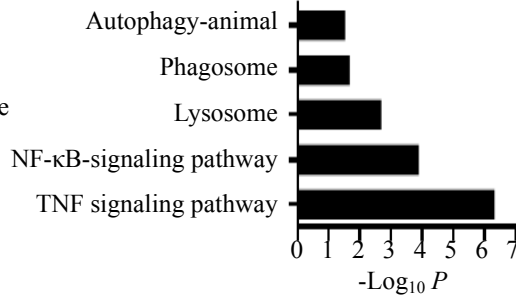 Autophagy-animal
Phagosome
e
Lysosome
NF-κB-signaling pathway
TNF signaling pathway
0 1 2 3 4 5 6 7
-Log₁₀ P